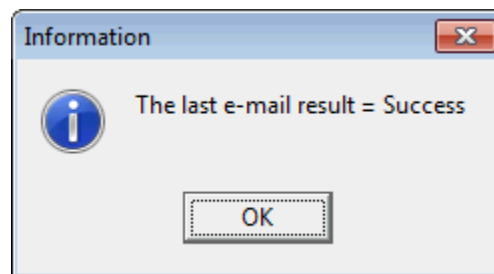 Information
The last e-mail result = Success
OK